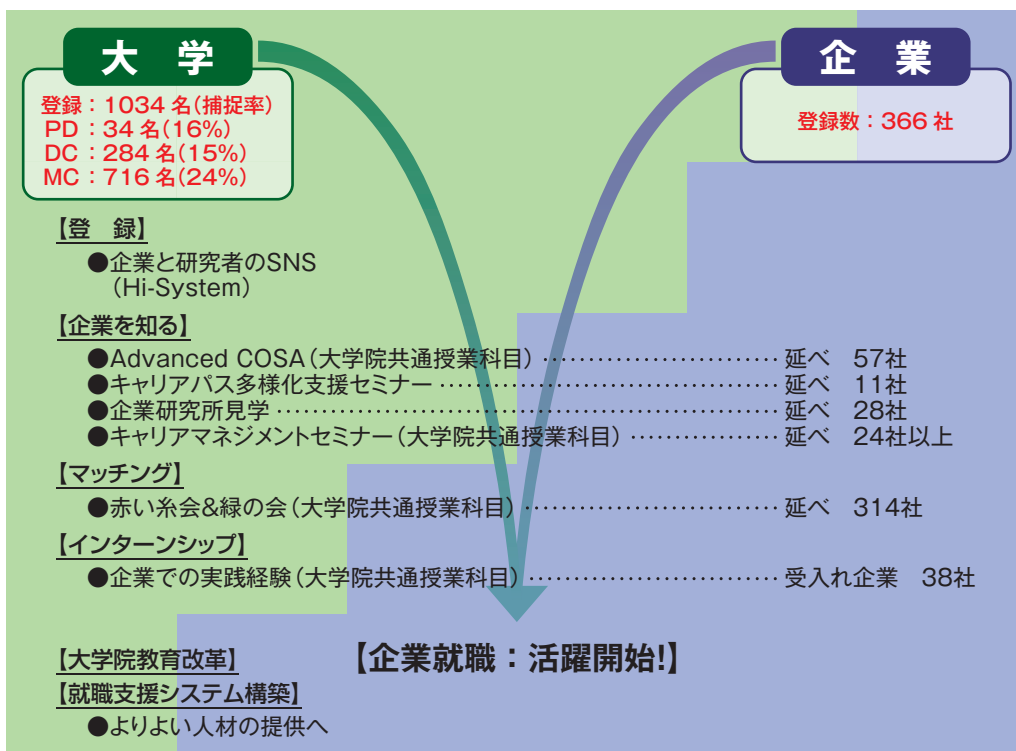 大 学
登録：1034 名(捕捉率)
PD：34 名(16%)
DC：284 名(15%)
MC：716 名(24%)
企 業
登録数：366 社
【登　録】
●企業と研究者のSNS
（Hi-System）
【企業を知る】
●Advanced COSA（大学院共通授業科目）‥‥‥‥‥‥‥‥‥‥‥‥‥ 延べ　57社
●キャリアパス多様化支援セミナー‥‥‥‥‥‥‥‥‥‥‥‥‥‥‥‥‥‥ 延べ　11社
●企業研究所見学‥‥‥‥‥‥‥‥‥‥‥‥‥‥‥‥‥‥‥‥‥‥‥‥‥‥‥ 延べ　28社
●キャリアマネジメントセミナー（大学院共通授業科目）‥‥‥‥‥‥‥‥ 延べ　24社以上
【マッチング】
●赤い糸会&緑の会（大学院共通授業科目）‥‥‥‥‥‥‥‥‥‥‥‥‥‥ 延べ　314社
【インターンシップ】
●企業での実践経験（大学院共通授業科目）‥‥‥‥‥‥‥‥‥‥‥‥‥‥ 受入れ企業　38社
【大学院教育改革】
【企業就職：活躍開始!】
【就職支援システム構築】
●よりよい人材の提供へ